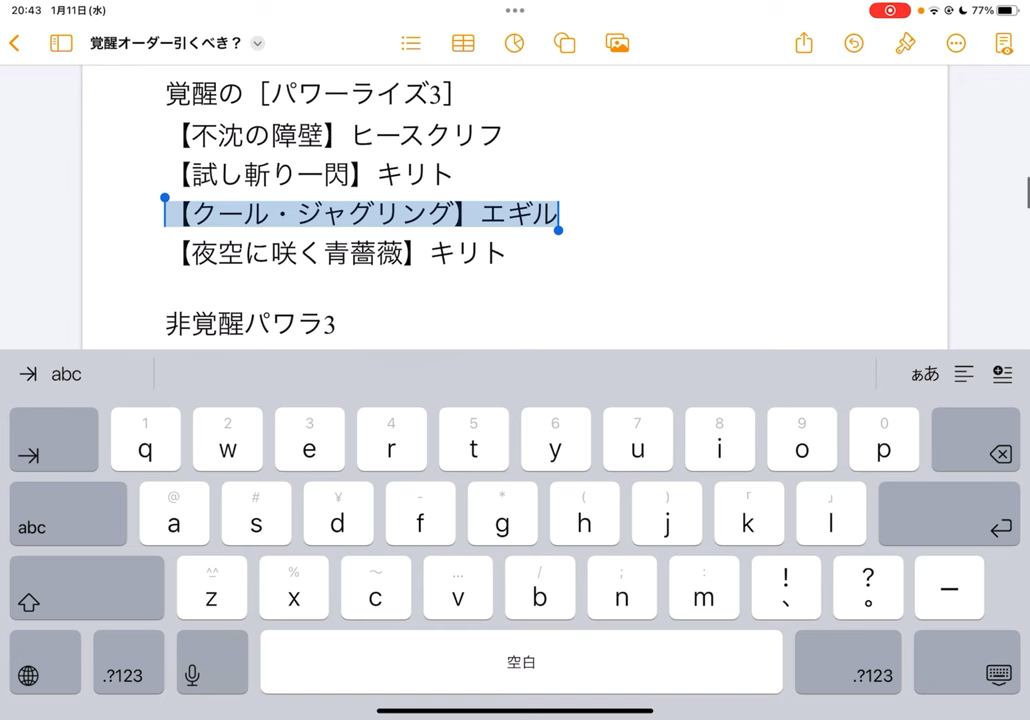 20:43 1月11日(水)
77%
覚醒オーダー引くべき？
覚醒の［パワーライズ3］
【不沈の障壁】ヒースクリフ
【試し斬り一閃】キリト
【クール・ジャグリング】エギル
【夜空に咲く青薔薇】キリト
非覚醒パワラ3
abc
ぁあ
1 2 3 4 5 6 7 8 9 0
q w e r t y u i o p
@ # ¥ - * ( ) 「 」
abc a s d f g h j k l
^^ % 〜 … / ; :
z x c v b n m ! 、 ? 。 ー
.?123 空白 .?123